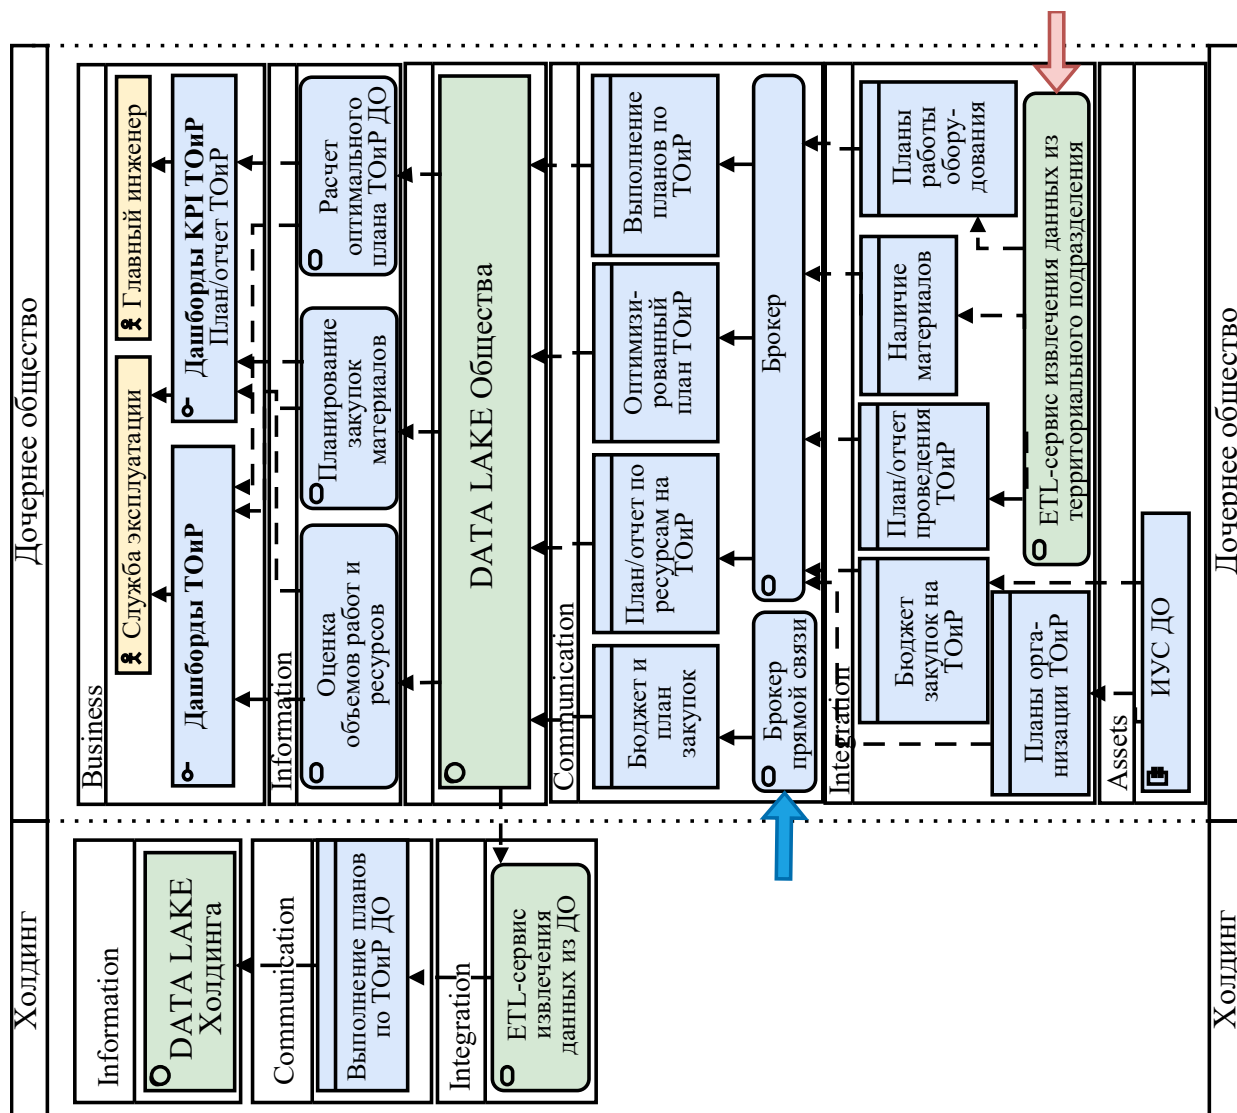 Холдинг
Дочернее общество
Information
DATA LAKE
Холдинга
Communication
Выполнение планов
по ТОиР ДО
Integration
ETL-сервис
извлечения
данных из ДО
Business
Служба эксплуатации
Главный инженер
Дашборды ТОиР
Дашборды KPI ТОиР
План/отчет ТОиР
Information
Оценка
объемов работ и
ресурсов
Планирование
закупок
материалов
Расчет
оптимального
плана ТОиР ДО
DATA LAKE Общества
Communication
Бюджет и
план
закупок
План/отчет по
ресурсам на
ТОиР
Оптимизи-
рованный
план ТОиР
Выполнение
планов по
ТОиР
Брокер
прямой связи
Брокер
Integration
Бюджет
закупок на
ТОиР
План/отчет
проведения
ТОиР
Наличие
материалов
Планы
работы
обору-
дования
Планы орга-
низации ТОиР
ETL-сервис извлечения данных из
территориального подразделения
Assets
ИУС ДО
Холдинг
Дочернее общество